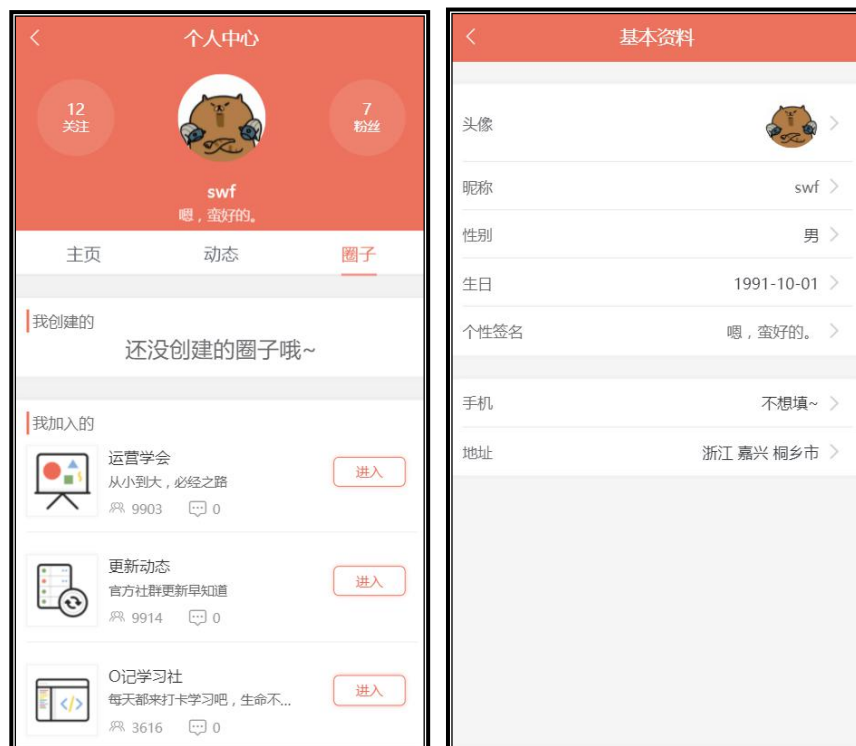 个人中心
12
关注
7
粉丝
swf
嗯，蛮好的。
主页 动态 圈子
我创建的
还没创建的圈子哦~
我加入的
运营学会
从小到大，必经之路
9903 0
进入
更新动态
官方社群更新早知道
9914 0
进入
O记学习社
每天都来打卡学习吧，生命不...
3616 0
进入
基本资料
头像
昵称 swf
性别 男
生日 1991-10-01
个性签名 嗯，蛮好的。
手机 不想填~
地址 浙江 嘉兴 桐乡市